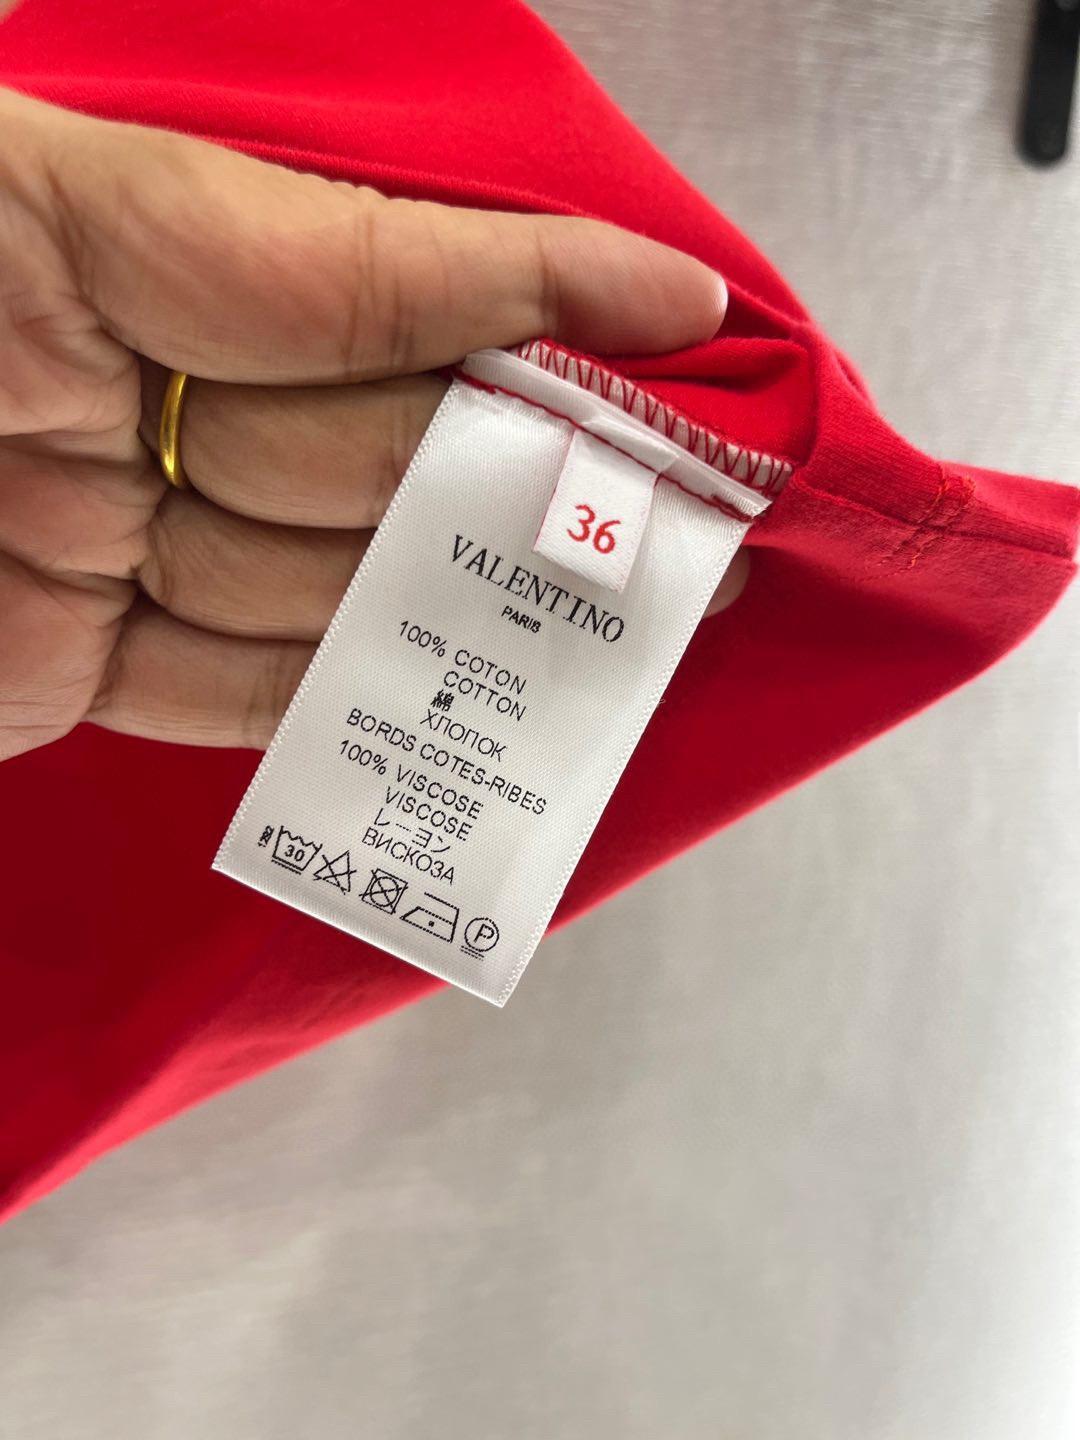 36
VALENTINO
PARIS
100% COTON
COTTON
綿
ХЛОПОК
BORDS COTES-RIBES
100% VISCOSE
VISCOSE
レーヨン
ВИСКОЗА
30
P